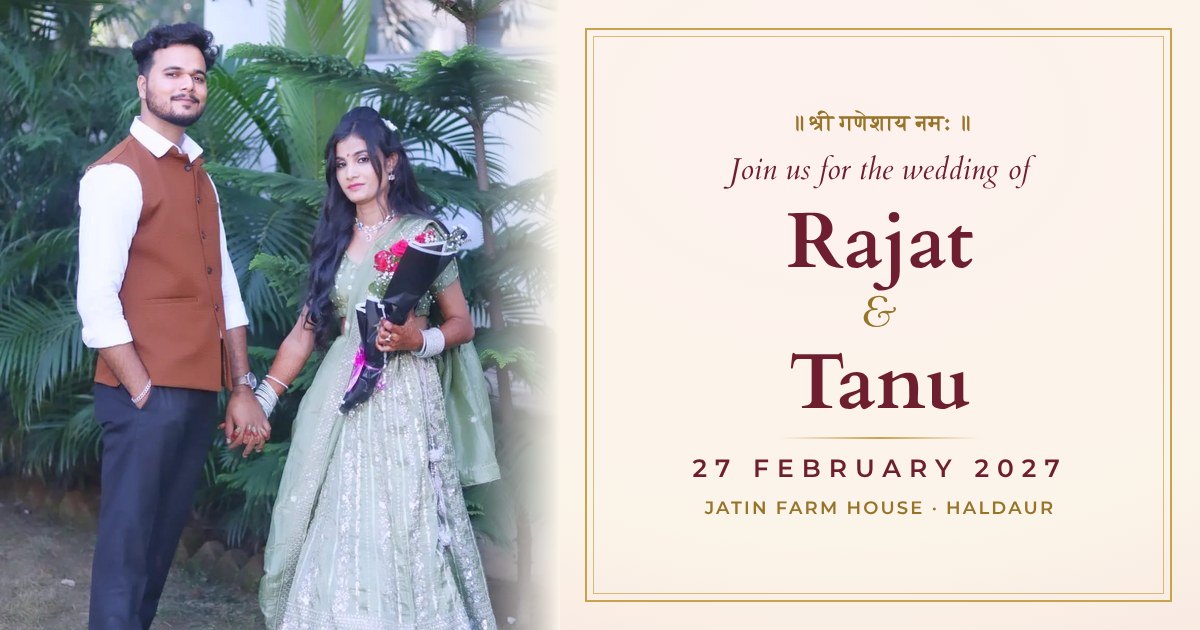 ॥ श्री गणेशाय नमः ॥
Join us for the wedding of
Rajat
&
Tanu
27 FEBRUARY 2027
JATIN FARM HOUSE · HALDAUR